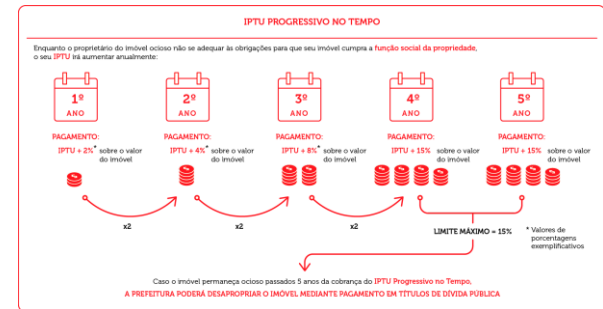 IPTU PROGRESSIVO NO TEMPO
Enquanto o proprietário do imóvel ocioso não se adequar às obrigações para que seu imóvel cumpra a função social da propriedade,
o seu IPTU irá aumentar anualmente:
1º
ANO
2º
ANO
3º
ANO
4º
ANO
5º
ANO
PAGAMENTO:
IPTU + 2%* sobre o valor
do imóvel
PAGAMENTO:
IPTU + 4%* sobre o valor
do imóvel
PAGAMENTO:
IPTU + 8%* sobre o valor
do imóvel
PAGAMENTO:
IPTU + 15% sobre o valor
do imóvel
PAGAMENTO:
IPTU + 15% sobre o valor
do imóvel
x2
x2
x2
LIMITE MÁXIMO = 15%
* Valores de
porcentagens
exemplificativos
Caso o imóvel permaneça ocioso passados 5 anos da cobrança do IPTU Progressivo no Tempo,
A PREFEITURA PODERÁ DESAPROPRIAR O IMÓVEL MEDIANTE PAGAMENTO EM TÍTULOS DE DÍVIDA PÚBLICA